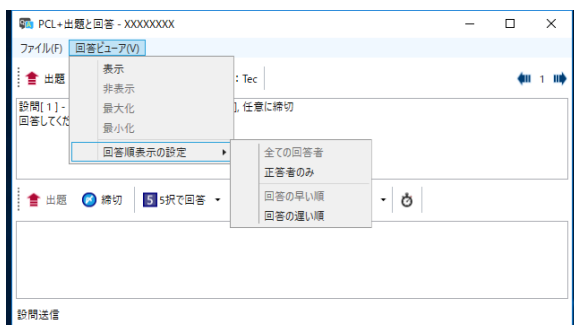 PCL+出題と回答 - XXXXXXXX
ファイル(F) 回答ビューア(V)
出題 : Tec 1
表示
非表示
最大化
最小化
回答順表示の設定
設問[ 1 ] - ], 任意に締切
回答してくだ
全ての回答者
正答者のみ
回答の早い順
回答の遅い順
出題 締切 5 5択で回答
設問送信